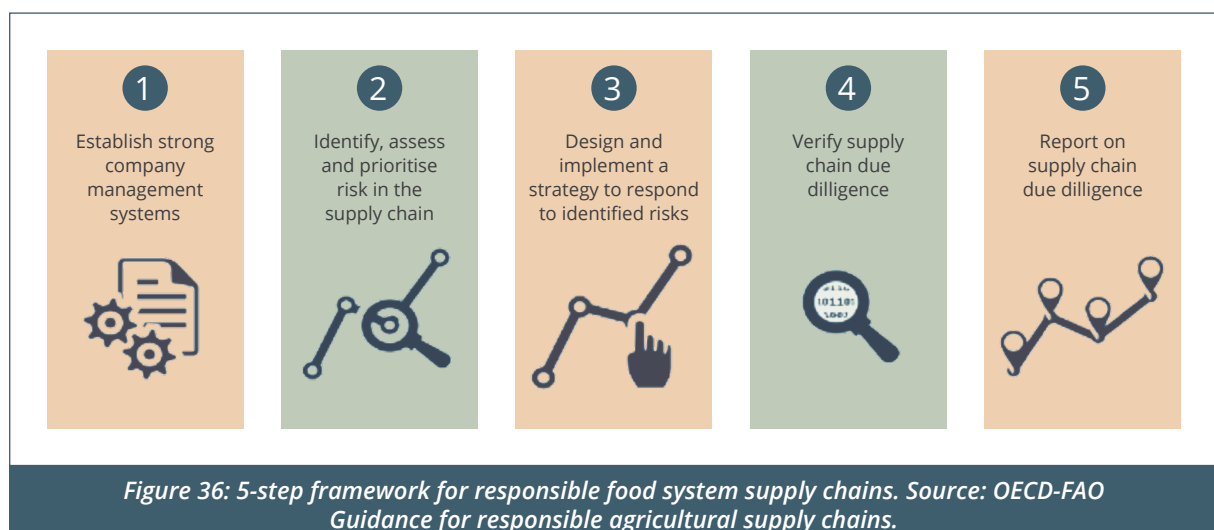 1
Establish strong
company
management
systems
2
Identify, assess
and prioritise
risk in the
supply chain
3
Design and
implement a
strategy to respond
to identified risks
4
Verify supply
chain due
dilligence
5
Report on
supply chain
due dilligence
Figure 36: 5-step framework for responsible food system supply chains. Source: OECD-FAO
Guidance for responsible agricultural supply chains.